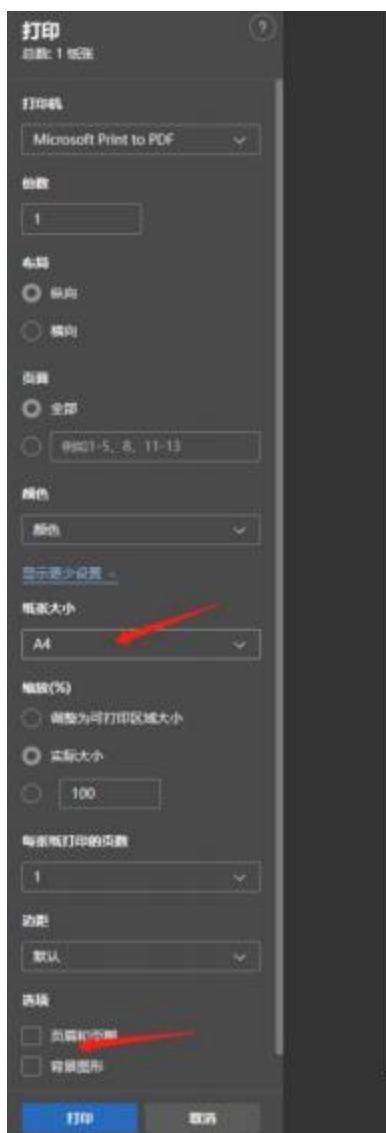 打印
总数: 1 纸张
?
打印机
Microsoft Print to PDF
份数
1
布局
纵向
横向
页面
全部
例如1-5、8、11-13
颜色
颜色
显示更少设置
纸张大小
A4
缩放(%)
调整为可打印区域大小
实际大小
100
每张纸打印的页数
1
边距
默认
选项
页眉和页脚
背景图形
打印
取消